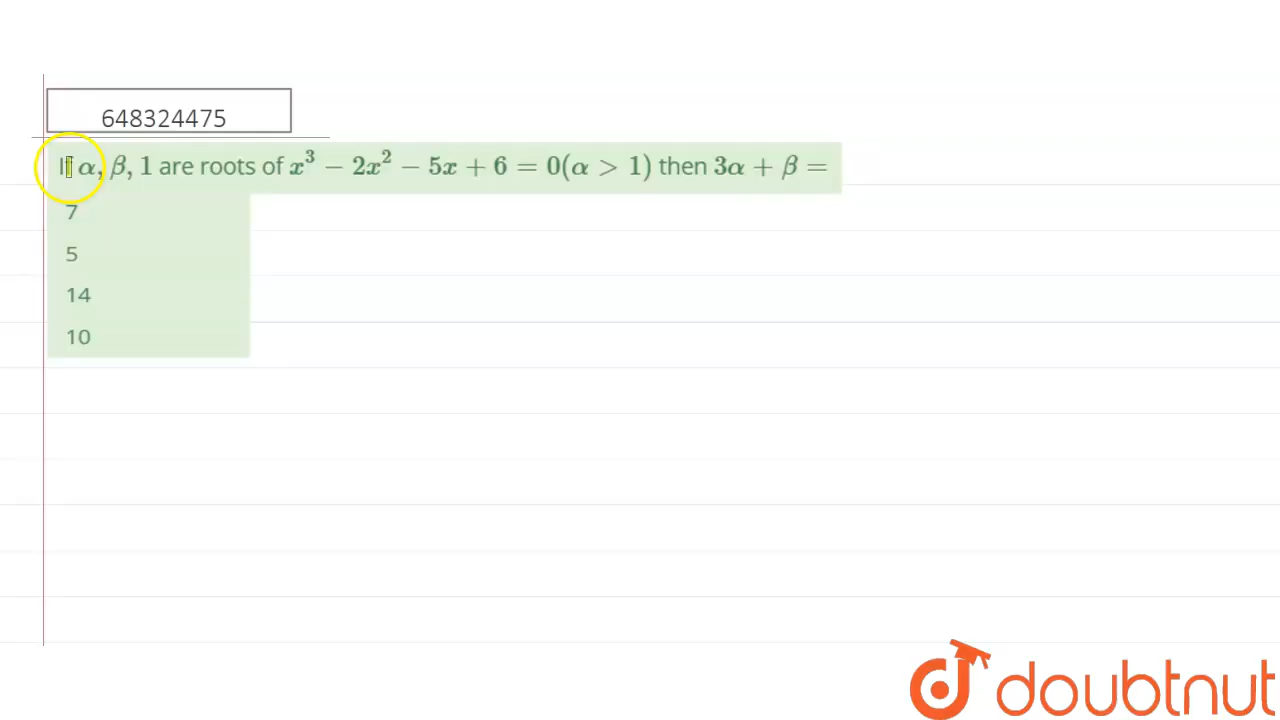 648324475
If α, β, 1 are roots of x³ − 2x² − 5x + 6 = 0(α > 1) then 3α + β =
7
5
14
10
doubtnut